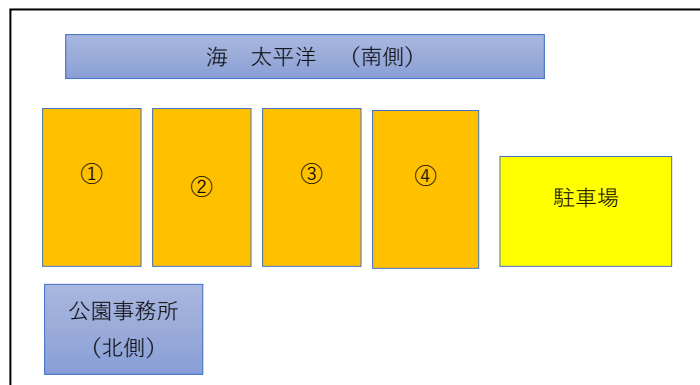 海　太平洋　（南側）
①
②
③
④
駐車場
公園事務所
（北側）